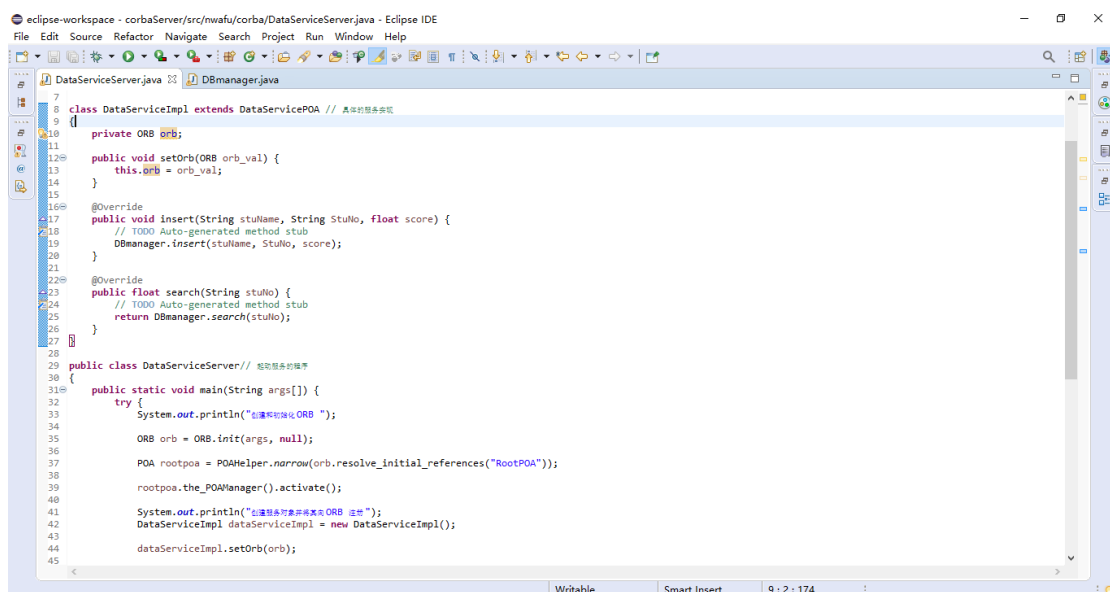 eclipse-workspace - corbaServer/src/nwafu/corba/DataServiceServer.java - Eclipse IDE
File Edit Source Refactor Navigate Search Project Run Window Help
DataServiceServer.java DBmanager.java
7
8 class DataServiceImpl extends DataServicePOA // 具体的服务实现
9 {
10 private ORB orb;
11
12 public void setOrb(ORB orb_val) {
13 this.orb = orb_val;
14 }
15
16 @Override
17 public void insert(String stuName, String StuNo, float score) {
18 // TODO Auto-generated method stub
19 DBmanager.insert(stuName, StuNo, score);
20 }
21
22 @Override
23 public float search(String stuNo) {
24 // TODO Auto-generated method stub
25 return DBmanager.search(stuNo);
26 }
27 }
28
29 public class DataServiceServer// 起动服务的程序
30 {
31 public static void main(String args[]) {
32 try {
33 System.out.println("创建和初始化ORB ");
34
35 ORB orb = ORB.init(args, null);
36
37 POA rootpoa = POAHelper.narrow(orb.resolve_initial_references("RootPOA"));
38
39 rootpoa.the_POAManager().activate();
40
41 System.out.println("创建服务对象并将其向ORB 注册");
42 DataServiceImpl dataServiceImpl = new DataServiceImpl();
43
44 dataServiceImpl.setOrb(orb);
45
Writable Smart Insert 9 : 2 : 174